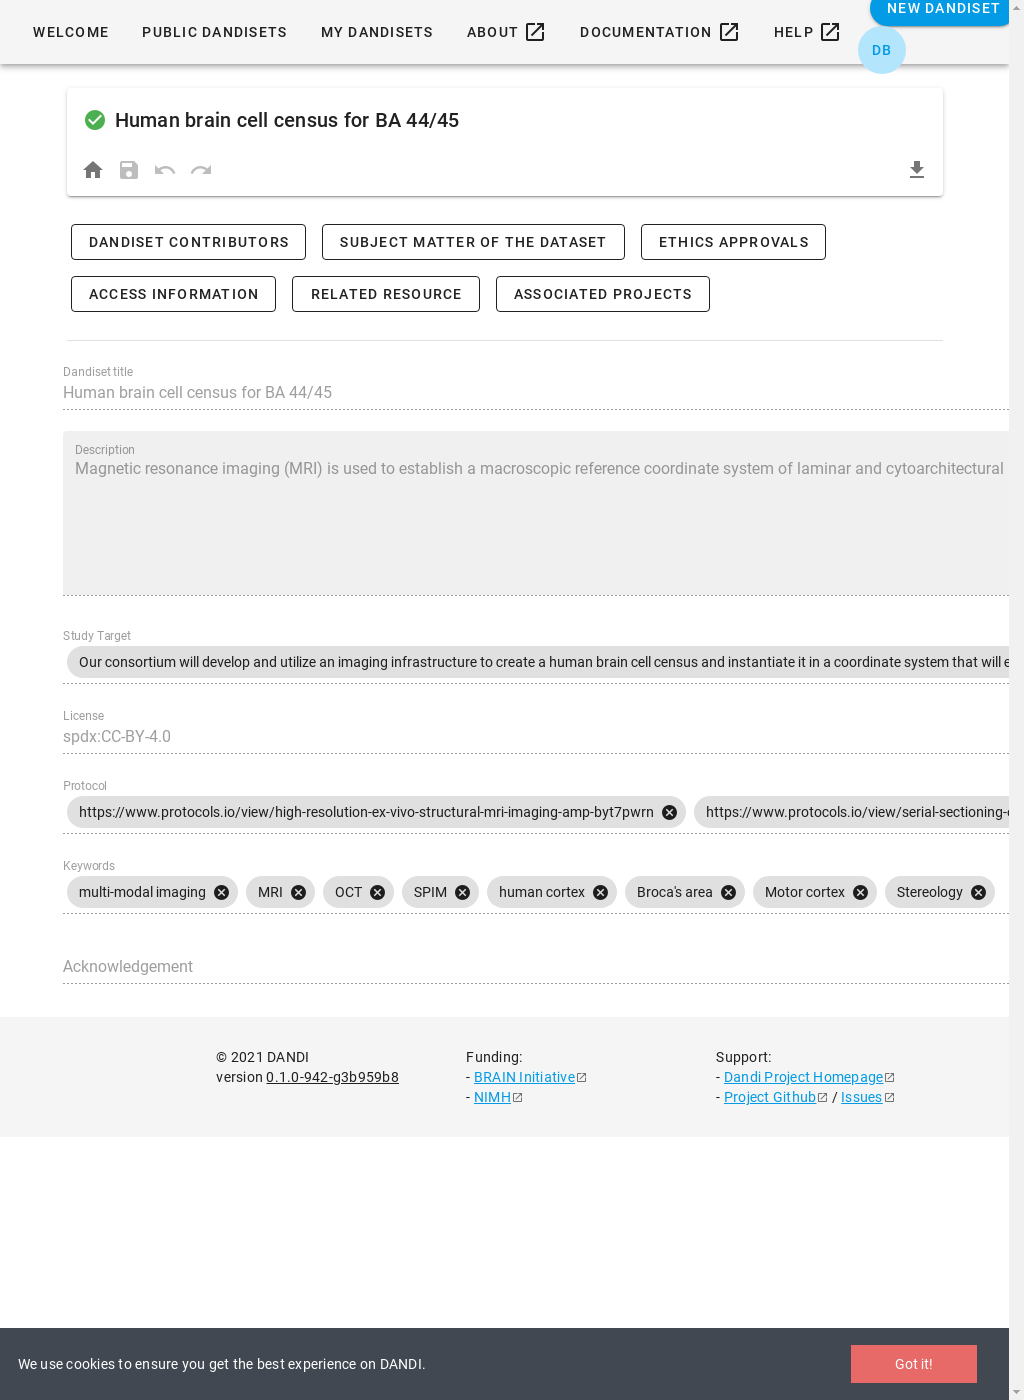 NEW DANDISET
WELCOME PUBLIC DANDISETS MY DANDISETS ABOUT DOCUMENTATION HELP
DB
Human brain cell census for BA 44/45
DANDISET CONTRIBUTORS SUBJECT MATTER OF THE DATASET ETHICS APPROVALS
ACCESS INFORMATION RELATED RESOURCE ASSOCIATED PROJECTS
Dandiset title
Human brain cell census for BA 44/45
Description
Magnetic resonance imaging (MRI) is used to establish a macroscopic reference coordinate system of laminar and cytoarchitectural
Study Target
Our consortium will develop and utilize an imaging infrastructure to create a human brain cell census and instantiate it in a coordinate system that will
License
spdx:CC-BY-4.0
Protocol
https://www.protocols.io/view/high-resolution-ex-vivo-structural-mri-imaging-amp-byt7pwrn https://www.protocols.io/view/serial-sectioning-
Keywords
multi-modal imaging MRI OCT SPIM human cortex Broca's area Motor cortex Stereology
Acknowledgement
© 2021 DANDI Funding: Support:
version 0.1.0-942-g3b959b8 - BRAIN Initiative - Dandi Project Homepage
- NIMH - Project Github / Issues
We use cookies to ensure you get the best experience on DANDI. Got it!